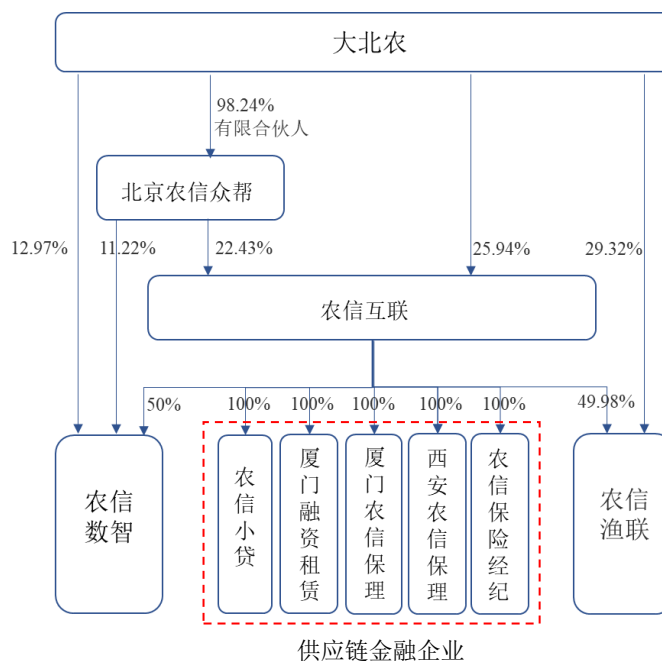 大北农
98.24%
有限合伙人
北京农信众帮
12.97%
11.22%
22.43%
25.94%
29.32%
农信互联
50%
100%
100%
100%
100%
100%
49.98%
农信
数智
农信小贷
厦门融资租赁
厦门农信保理
西安农信保理
农信保险经纪
农信
渔联
供应链金融企业